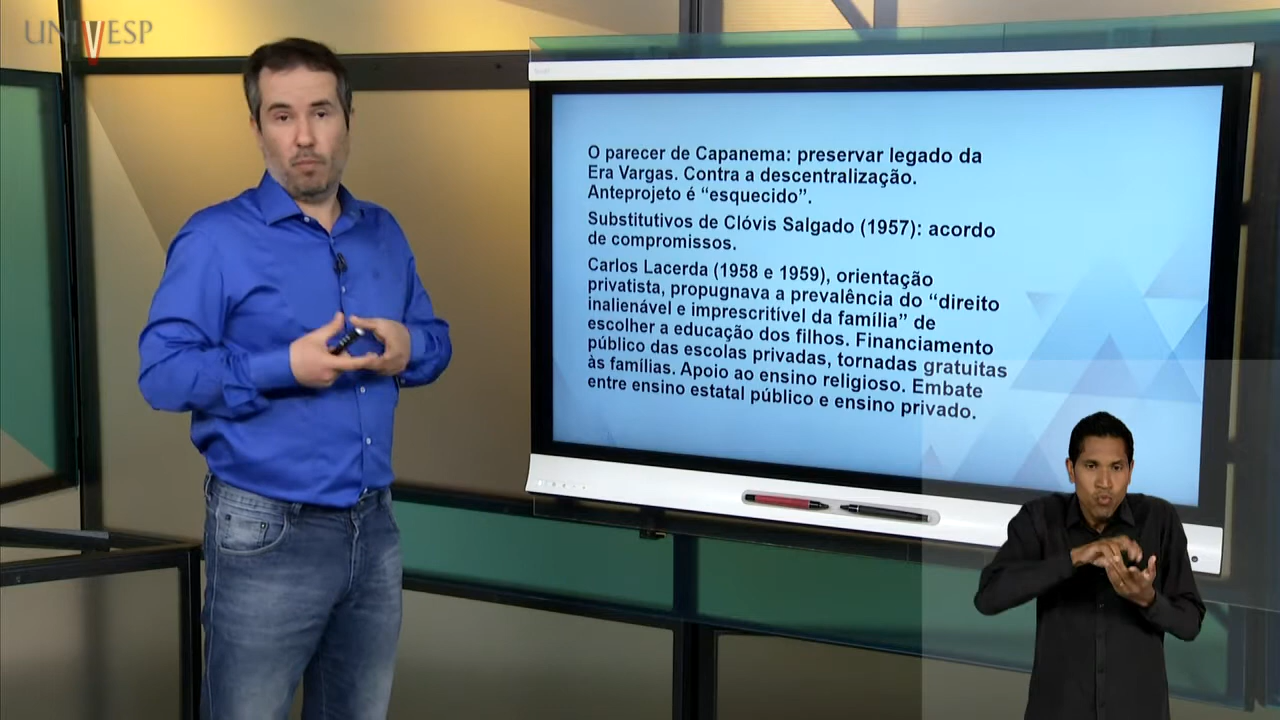 UNIVESP
O parecer de Capanema: preservar legado da
Era Vargas. Contra a descentralização.
Anteprojeto é “esquecido”.
Substitutivos de Clóvis Salgado (1957): acordo
de compromissos.
Carlos Lacerda (1958 e 1959), orientação
privatista, propugnava a prevalência do “direito
inalienável e imprescritível da família” de
escolher a educação dos filhos. Financiamento
público das escolas privadas, tornadas gratuitas
às famílias. Apoio ao ensino religioso. Embate
entre ensino estatal público e ensino privado.